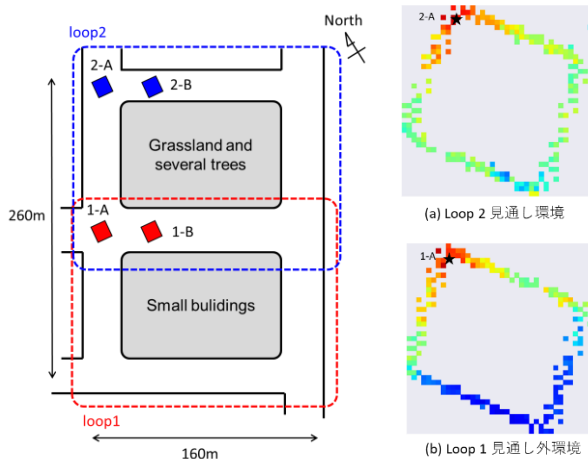 loop2
North
2-A
2-B
Grassland and
several trees
260m
1-A
1-B
Small bulidings
loop1
160m
2-A
(a) Loop 2 見通し環境
1-A
(b) Loop 1 見通し外環境